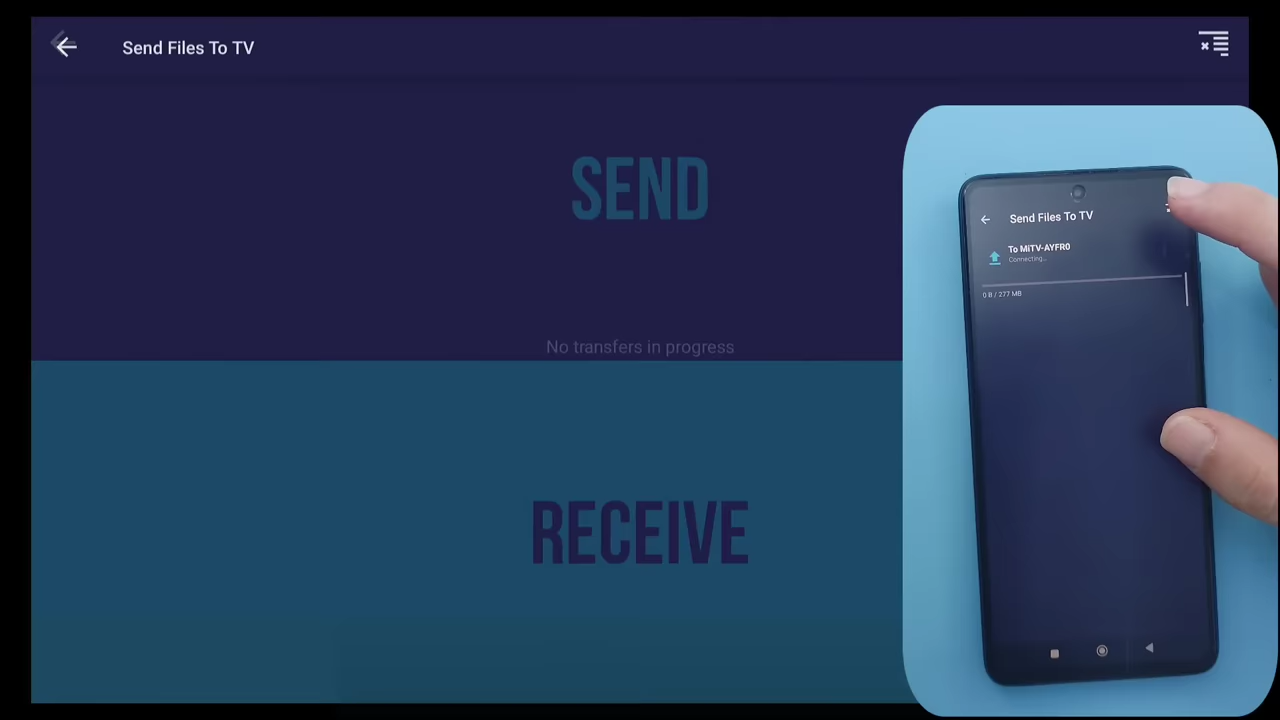 Send Files To TV
SEND
No transfers in progress
RECEIVE
Send Files To TV
To MiTV-AYFR0
Connecting...
0 B / 277 MB